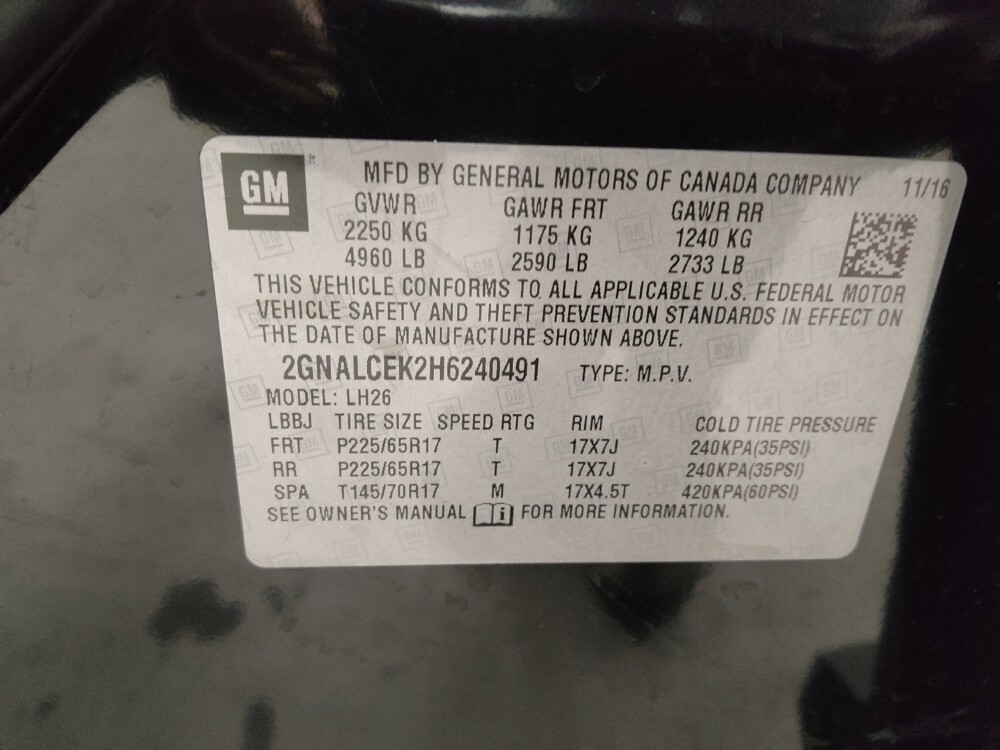 GM
MFD BY GENERAL MOTORS OF CANADA COMPANY 11/16
GVWR GAWR FRT GAWR RR
2250 KG 1175 KG 1240 KG
4960 LB 2590 LB 2733 LB
THIS VEHICLE CONFORMS TO ALL APPLICABLE U.S. FEDERAL MOTOR
VEHICLE SAFETY AND THEFT PREVENTION STANDARDS IN EFFECT ON
THE DATE OF MANUFACTURE SHOWN ABOVE.
2GNALCEK2H6240491 TYPE: M.P.V.
MODEL: LH26
LBBJ TIRE SIZE SPEED RTG RIM COLD TIRE PRESSURE
FRT P225/65R17 T 17X7J 240KPA(35PSI)
RR P225/65R17 T 17X7J 240KPA(35PSI)
SPA T145/70R17 M 17X4.5T 420KPA(60PSI)
SEE OWNER'S MANUAL i FOR MORE INFORMATION.